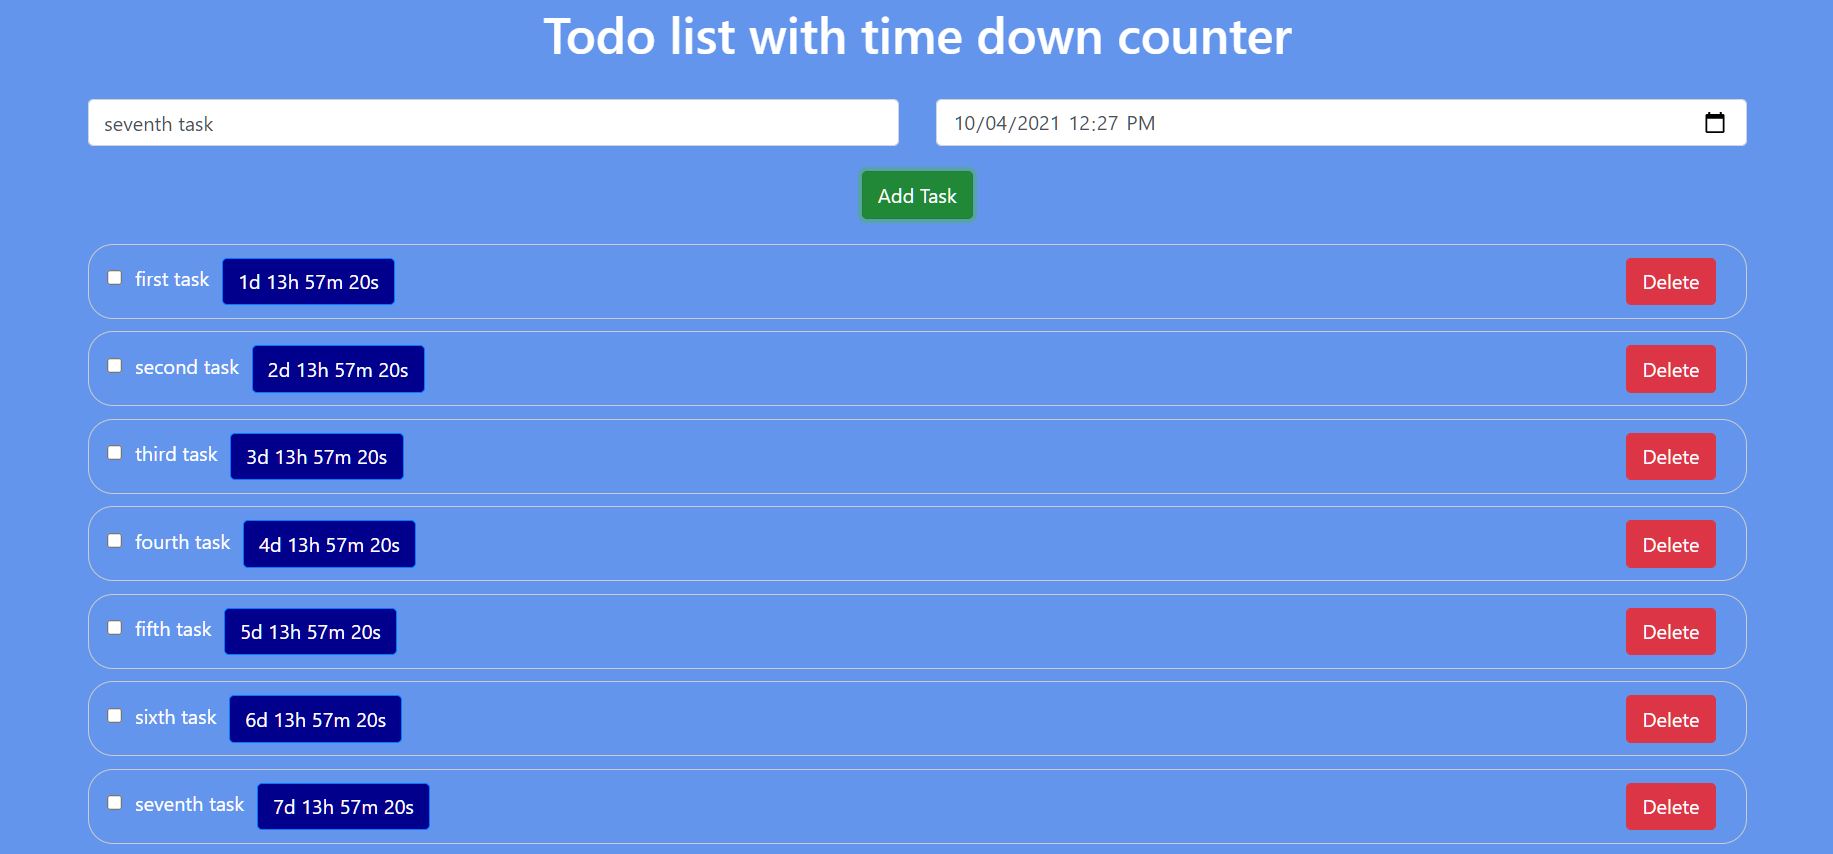 Todo list with time down counter
seventh task
10/04/2021 12:27 PM
Add Task
first task 1d 13h 57m 20s Delete
second task 2d 13h 57m 20s Delete
third task 3d 13h 57m 20s Delete
fourth task 4d 13h 57m 20s Delete
fifth task 5d 13h 57m 20s Delete
sixth task 6d 13h 57m 20s Delete
seventh task 7d 13h 57m 20s Delete